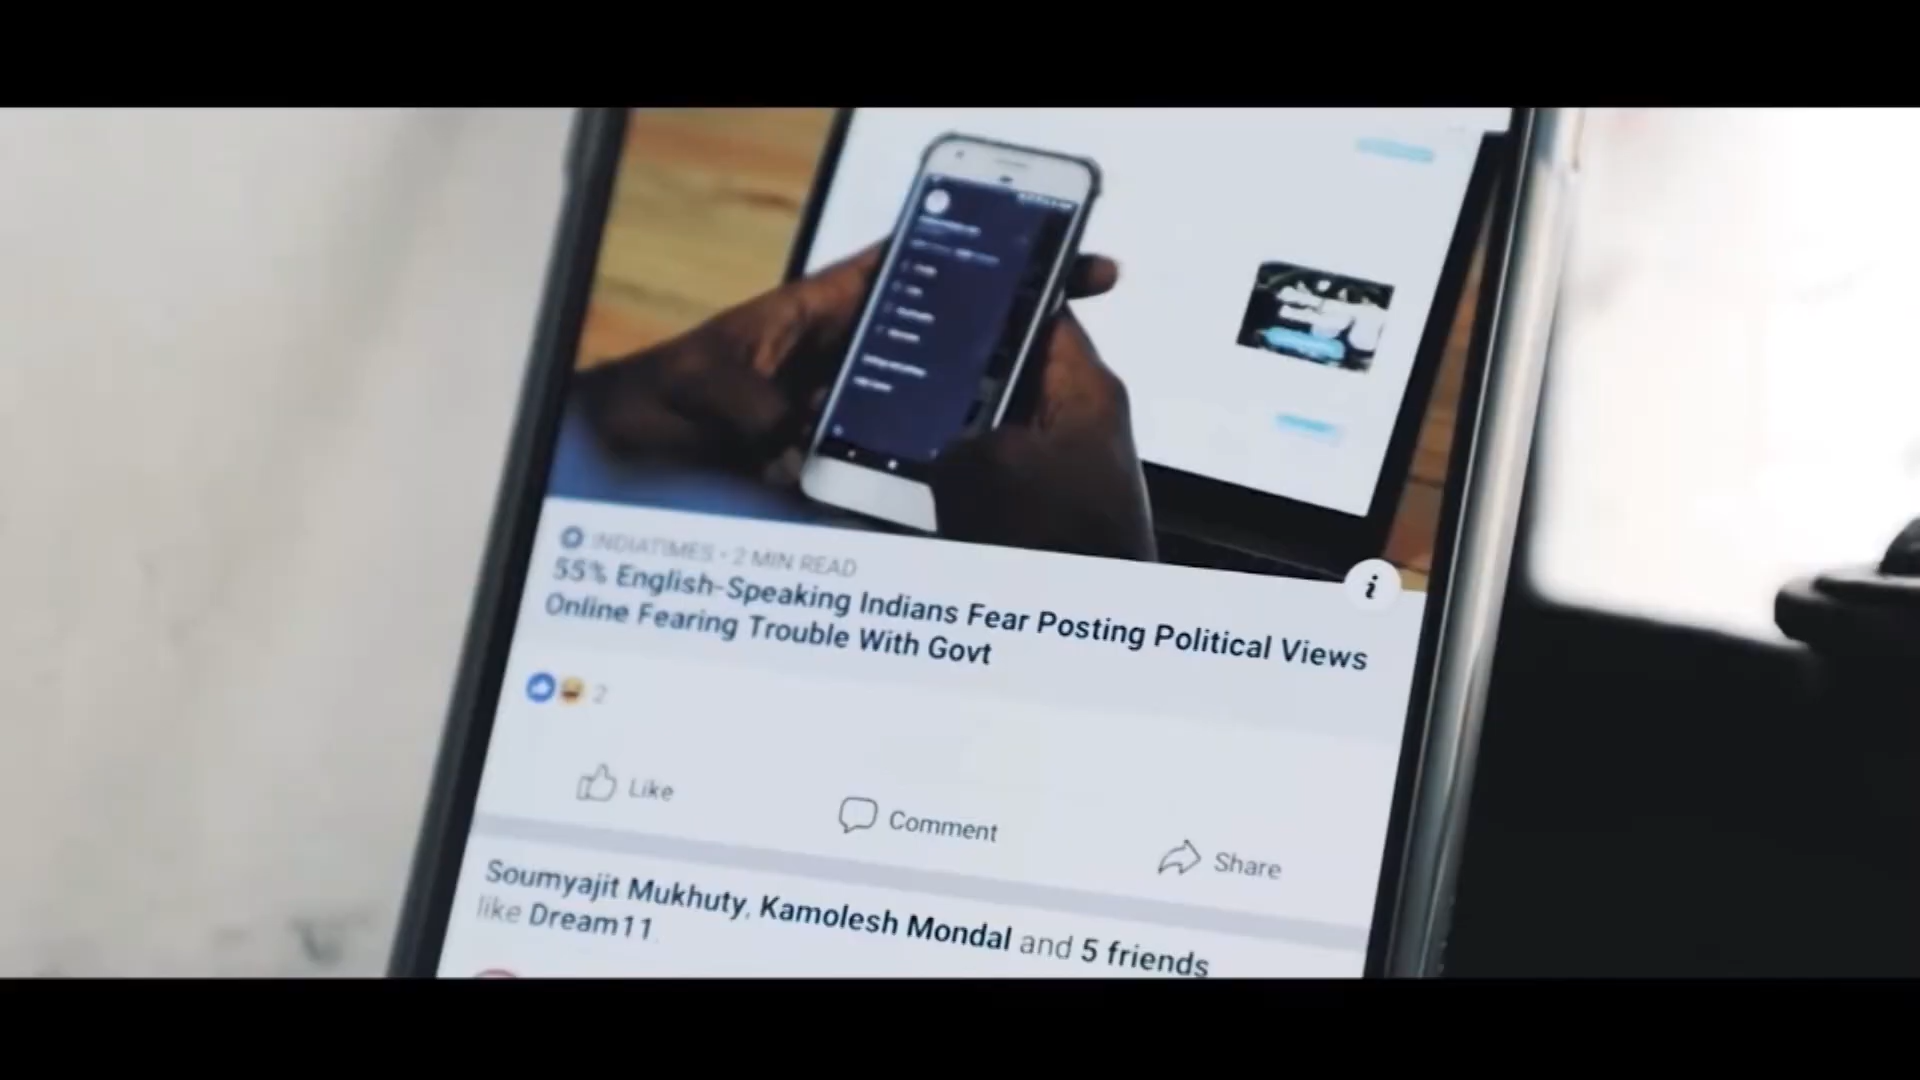 INDIATIMES • 2 MIN READ
55% English-Speaking Indians Fear Posting Political Views
Online Fearing Trouble With Govt
2
Like
Comment
Share
Soumyajit Mukhuty, Kamolesh Mondal and 5 friends
like Dream11.